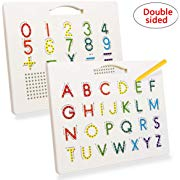 Double
sided
0 1 2 3 4
5 6 7 8 9
A B C D E F
G H I J K L M
N O P Q R S T
U V W X Y Z